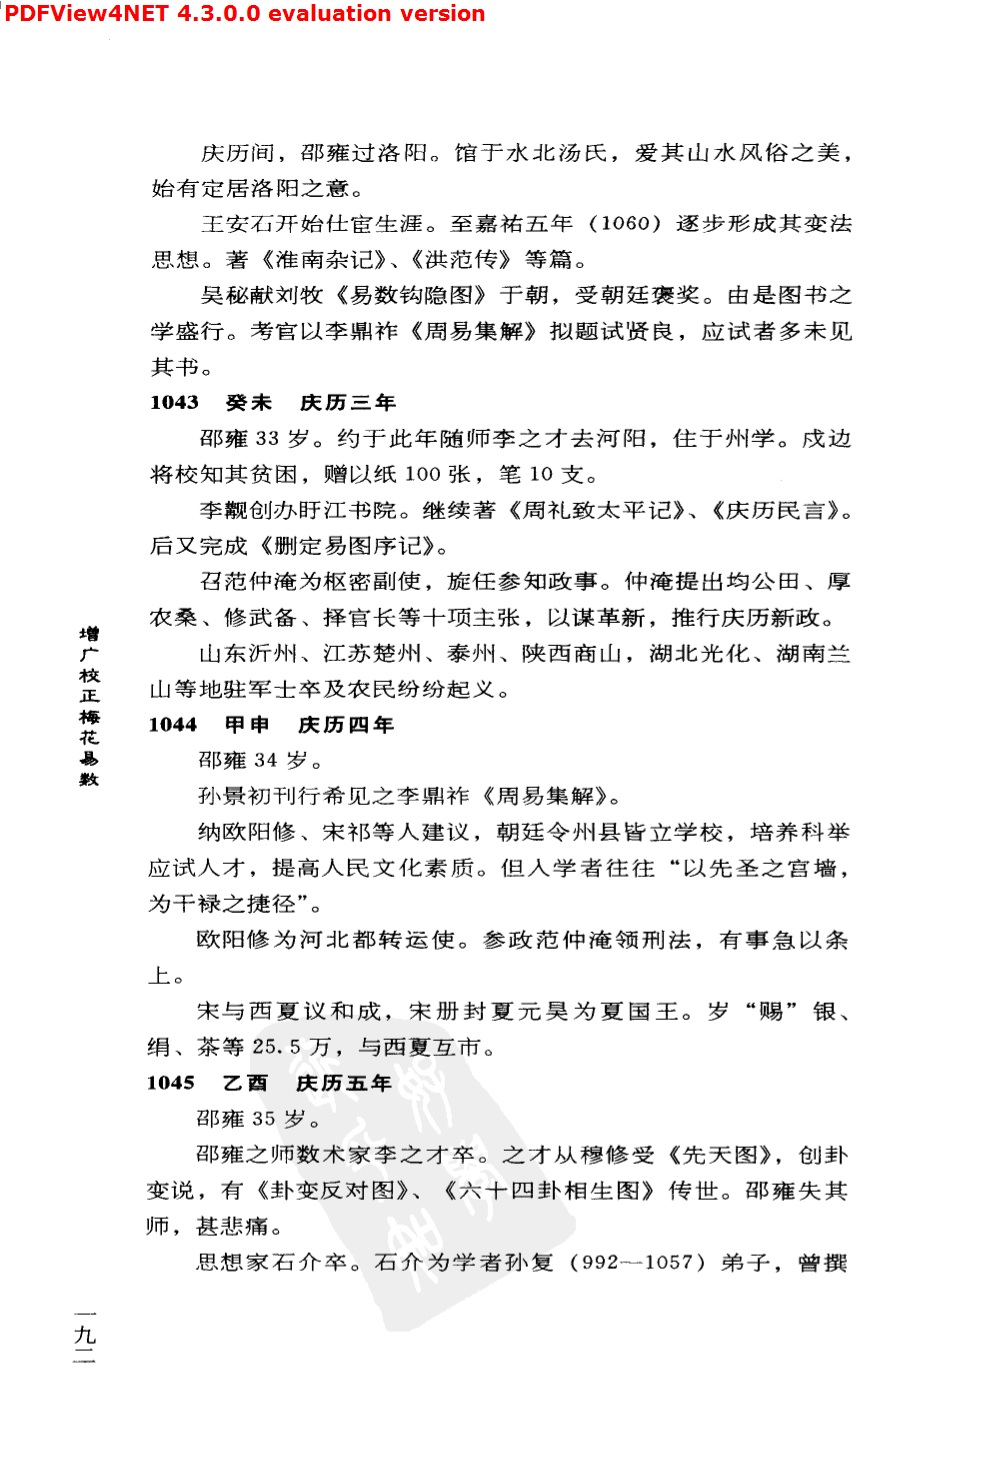 PDFView4NET 4.3.0.0 evaluation version
庆历间，邵雍过洛阳。馆于水北汤氏，爱其山水风俗之美，
始有定居洛阳之意。
王安石开始仕宦生涯。至嘉祐五年（1060）逐步形成其变法
思想。著《淮南杂记》、《洪范传》等篇。
吴秘献刘牧《易数钩隐图》于朝，受朝廷褒奖。由是图书之
学盛行。考官以李鼎祚《周易集解》拟题试贤良，应试者多未见
其书。
1043 癸未 庆历三年
邵雍 33 岁。约于此年随师李之才去河阳，住于州学。戍边
将校知其贫困，赠以纸 100 张，笔 10 支。
李觏创办盱江书院。继续著《周礼致太平记》、《庆历民言》。
后又完成《删定易图序记》。
召范仲淹为枢密副使，旋任参知政事。仲淹提出均公田、厚
农桑、修武备、择官长等十项主张，以谋革新，推行庆历新政。
山东沂州、江苏楚州、泰州、陕西商山，湖北光化、湖南兰
山等地驻军士卒及农民纷纷起义。
1044 甲申 庆历四年
邵雍 34 岁。
孙景初刊行希见之李鼎祚《周易集解》。
纳欧阳修、宋祁等人建议，朝廷令州县皆立学校，培养科举
应试人才，提高人民文化素质。但入学者往往“以先圣之宫墙，
为干禄之捷径”。
欧阳修为河北都转运使。参政范仲淹领刑法，有事急以条
上。
宋与西夏议和成，宋册封夏元昊为夏国王。岁“赐”银、
绢、茶等 25.5 万，与西夏互市。
1045 乙酉 庆历五年
邵雍 35 岁。
邵雍之师数术家李之才卒。之才从穆修受《先天图》，创卦
变说，有《卦变反对图》、《六十四卦相生图》传世。邵雍失其
师，甚悲痛。
思想家石介卒。石介为学者孙复（992—1057）弟子，曾撰
增广校正梅花易数
一九二